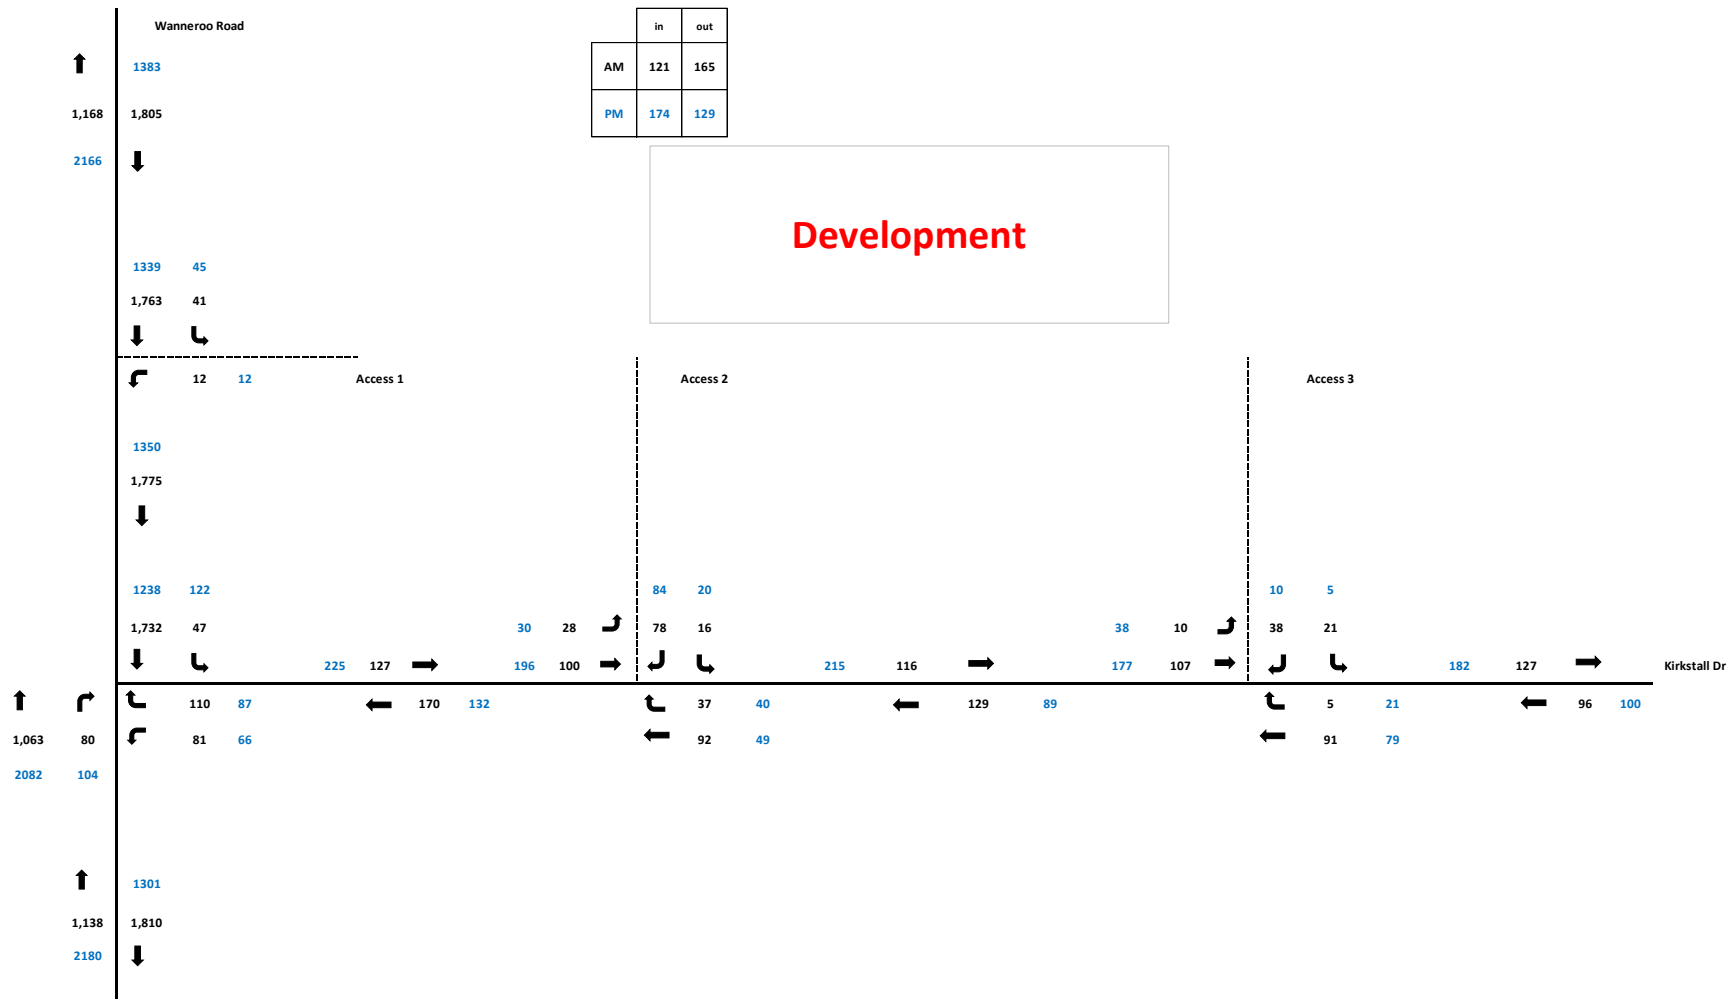 Wanneroo Road
in out
1383
AM 121 165
1,168 1,805
PM 174 129
2166
Development
1339 45
1,763 41
12 12 Access 1 Access 2 Access 3
1350
1,775
1238 122 84 20 10 5
1,732 47 30 28 78 16 38 10 38 21
225 127 196 100 215 116 177 107 182 127 Kirkstall Dr
110 87 170 132 37 40 129 89 5 21 96 100
1,063 80 81 66 92 49 91 79
2082 104
1301
1,138 1,810
2180